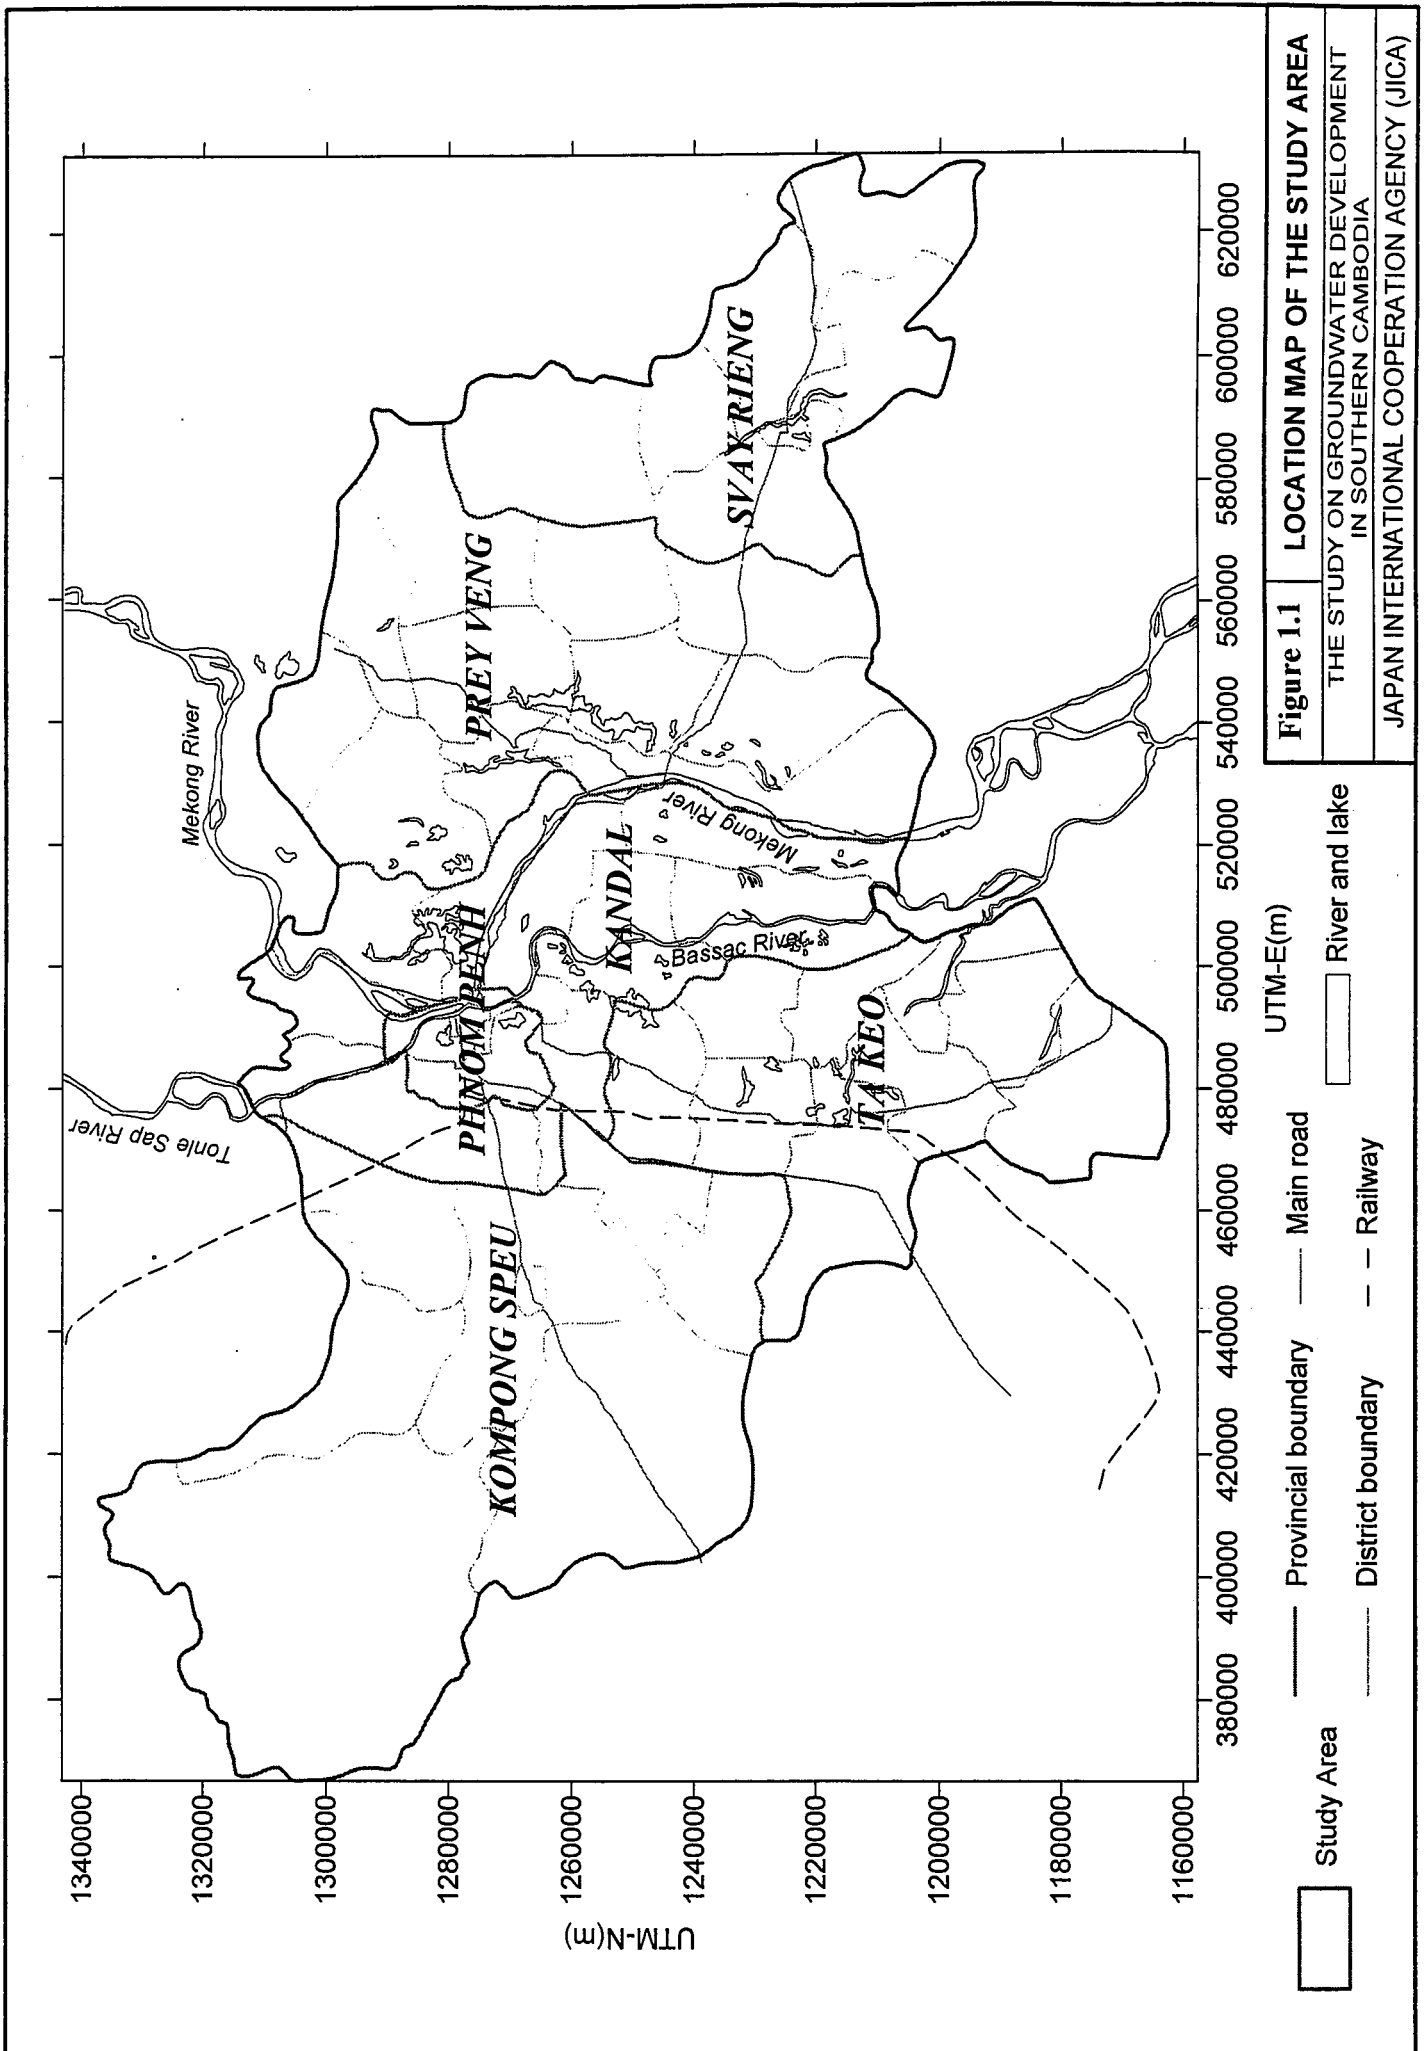 1340000
1320000
1300000
1280000
1260000
1240000
1220000
1200000
1180000
1160000
UTM-N(m)
380000
400000
420000
440000
460000
480000
500000
520000
540000
560000
580000
600000
620000
UTM-E(m)
Tonle Sap River
Mekong River
Mekong River
Bassac River
KOMPONG SPEU
PHNOM PENH
KANDAL
PREY VENG
SVAY RIENG
TA KEO
Study Area
Provincial boundary
Main road
River and lake
District boundary
Railway
Figure 1.1
LOCATION MAP OF THE STUDY AREA
THE STUDY ON GROUNDWATER DEVELOPMENT
IN SOUTHERN CAMBODIA
JAPAN INTERNATIONAL COOPERATION AGENCY (JICA)